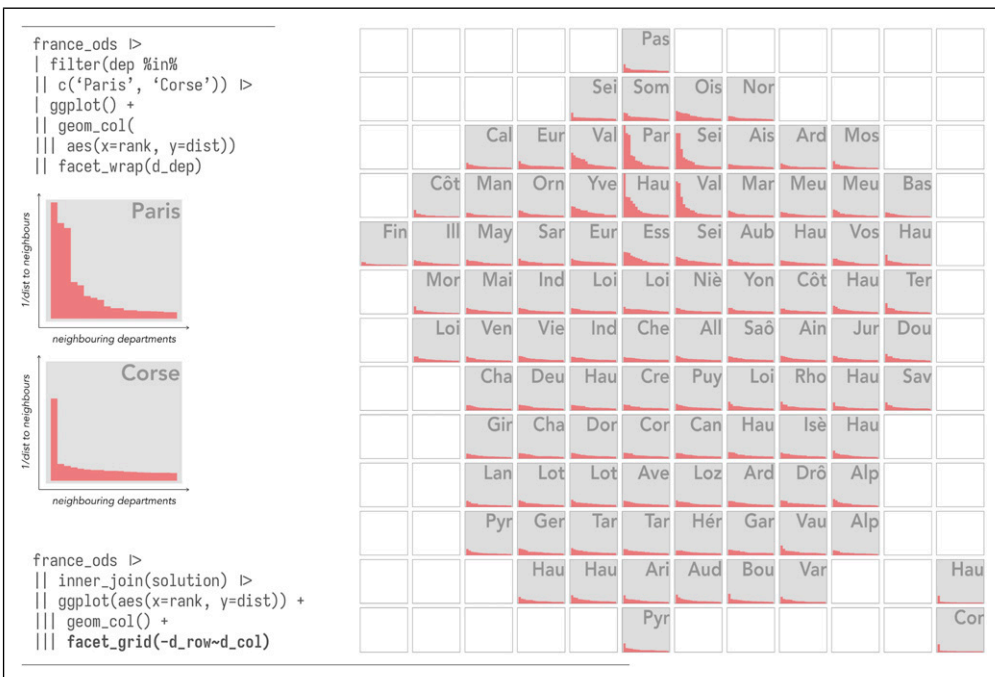 france_ods |>
| filter(dep %in%
|| c(‘Paris’, ‘Corse’)) |>
| ggplot() +
|| geom_col(
||| aes(x=rank, y=dist))
|| facet_wrap(d_dep)
Paris
1/dist to neighbours
neighbouring departments
Corse
1/dist to neighbours
neighbouring departments
france_ods |>
|| inner_join(solution) |>
|| ggplot(aes(x=rank, y=dist)) +
||| geom_col() +
||| facet_grid(-d_row~d_col)
Pas
Sei Som Ois Nor
Cal Eur Val Par Sei Ais Ard Mos
Côt Man Orn Yve Hau Val Mar Meu Meu Bas
Fin Ill May Sar Eur Ess Sei Aub Hau Vos Hau
Mor Mai Ind Loi Loi Niè Yon Côt Hau Ter
Loi Ven Vie Ind Che All Saô Ain Jur Dou
Cha Deu Hau Cre Puy Loi Rho Hau Sav
Gir Cha Dor Cor Can Hau Isè Hau
Lan Lot Lot Ave Loz Ard Drô Alp
Pyr Ger Tar Tar Hér Gar Vau Alp
Hau Hau Ari Aud Bou Var Hau
Pyr Cor